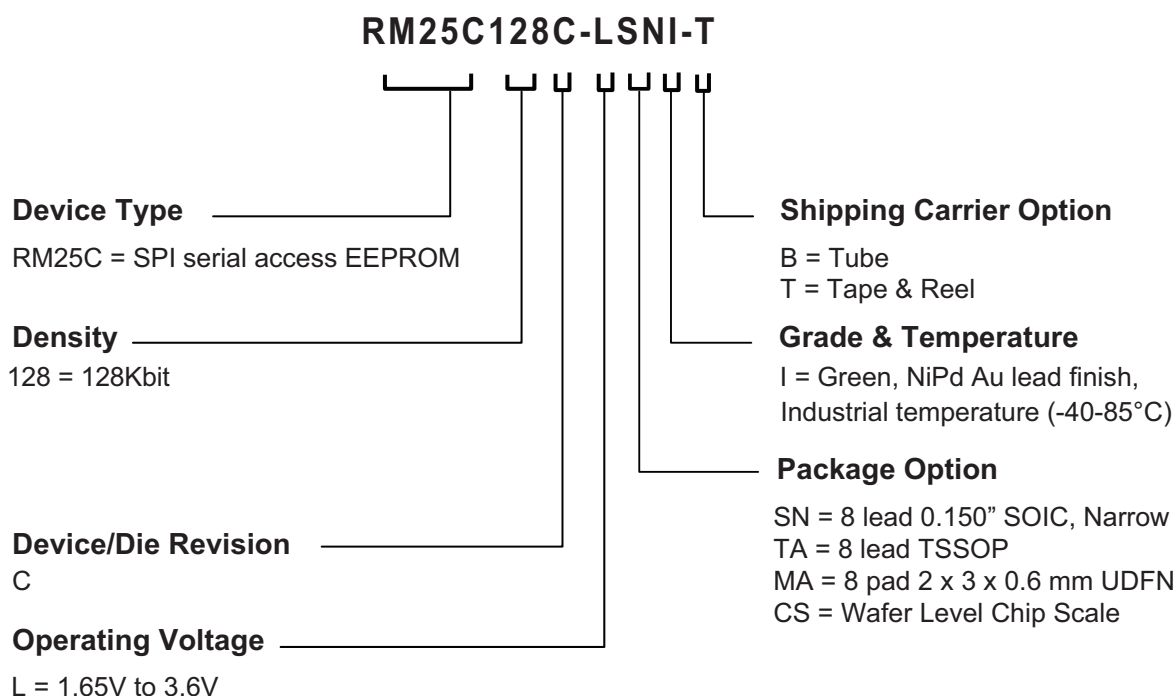 RM25C128C-LSNI-T
Device Type
RM25C = SPI serial access EEPROM
Density
128 = 128Kbit
Device/Die Revision
C
Operating Voltage
L = 1.65V to 3.6V
Shipping Carrier Option
B = Tube
T = Tape & Reel
Grade & Temperature
I = Green, NiPd Au lead finish,
Industrial temperature (-40-85°C)
Package Option
SN = 8 lead 0.150” SOIC, Narrow
TA = 8 lead TSSOP
MA = 8 pad 2 x 3 x 0.6 mm UDFN
CS = Wafer Level Chip Scale